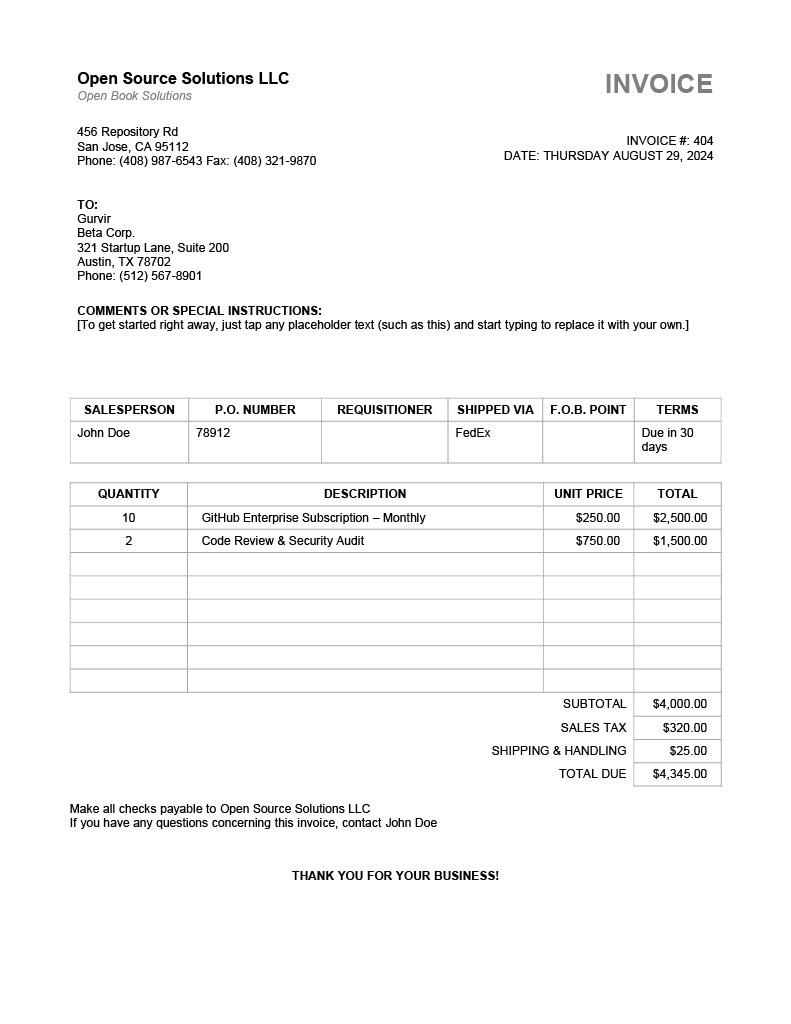 Open Source Solutions LLC
Open Book Solutions
INVOICE
456 Repository Rd
San Jose, CA 95112
Phone: (408) 987-6543 Fax: (408) 321-9870
INVOICE #: 404
DATE: THURSDAY AUGUST 29, 2024
TO:
Gurvir
Beta Corp.
321 Startup Lane, Suite 200
Austin, TX 78702
Phone: (512) 567-8901
COMMENTS OR SPECIAL INSTRUCTIONS:
[To get started right away, just tap any placeholder text (such as this) and start typing to replace it with your own.]
SALESPERSON P.O. NUMBER REQUISITIONER SHIPPED VIA F.O.B. POINT TERMS
John Doe 78912 FedEx Due in 30
days
QUANTITY DESCRIPTION UNIT PRICE TOTAL
10 GitHub Enterprise Subscription – Monthly $250.00 $2,500.00
2 Code Review & Security Audit $750.00 $1,500.00
SUBTOTAL $4,000.00
SALES TAX $320.00
SHIPPING & HANDLING $25.00
TOTAL DUE $4,345.00
Make all checks payable to Open Source Solutions LLC
If you have any questions concerning this invoice, contact John Doe
THANK YOU FOR YOUR BUSINESS!